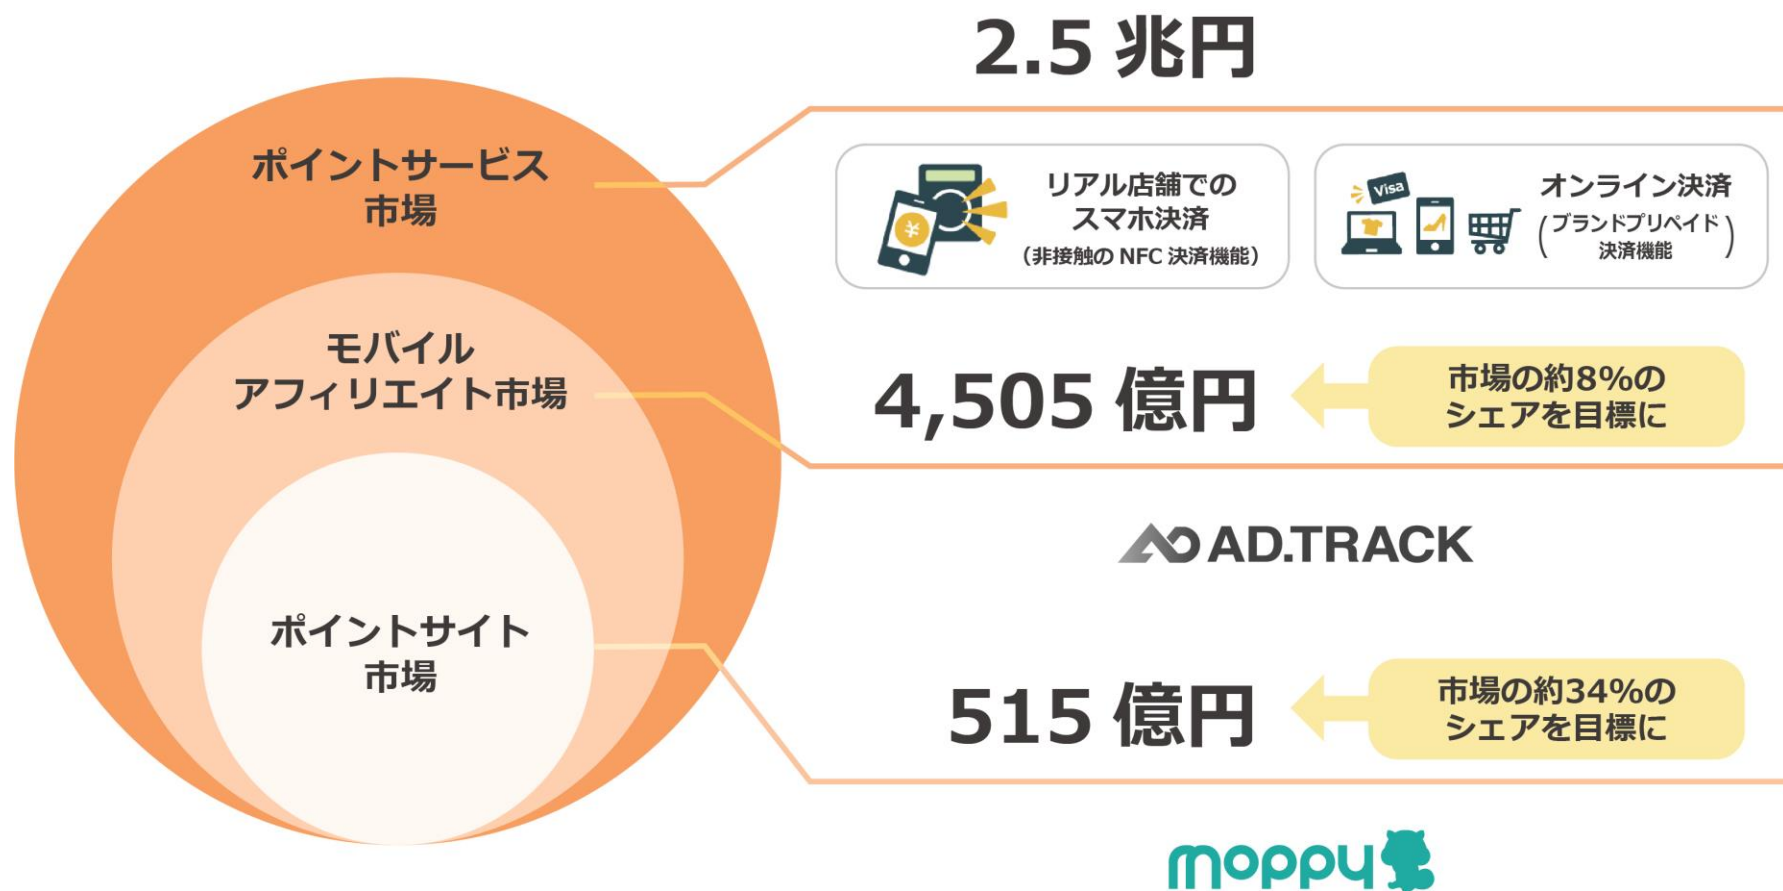 2.5 兆円
ポイントサービス
市場
リアル店舗での
スマホ決済
（非接触の NFC 決済機能）
Visa
オンライン決済
（ブランドプリペイド
決済機能）
モバイル
アフィリエイト市場
4,505 億円
市場の約8%の
シェアを目標に
AD.TRACK
ポイントサイト
市場
515 億円
市場の約34%の
シェアを目標に
moppy